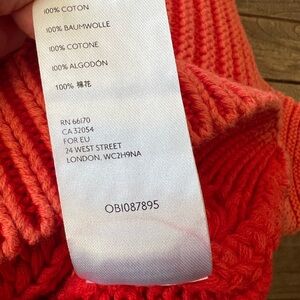 100% COTON
100% BAUMWOLLE
100% COTONE
100% ALGODÓN
100% 棉花
RN 66170
CA 32054
FOR EU
24 WEST STREET
LONDON, WC2H9NA
OBI087895